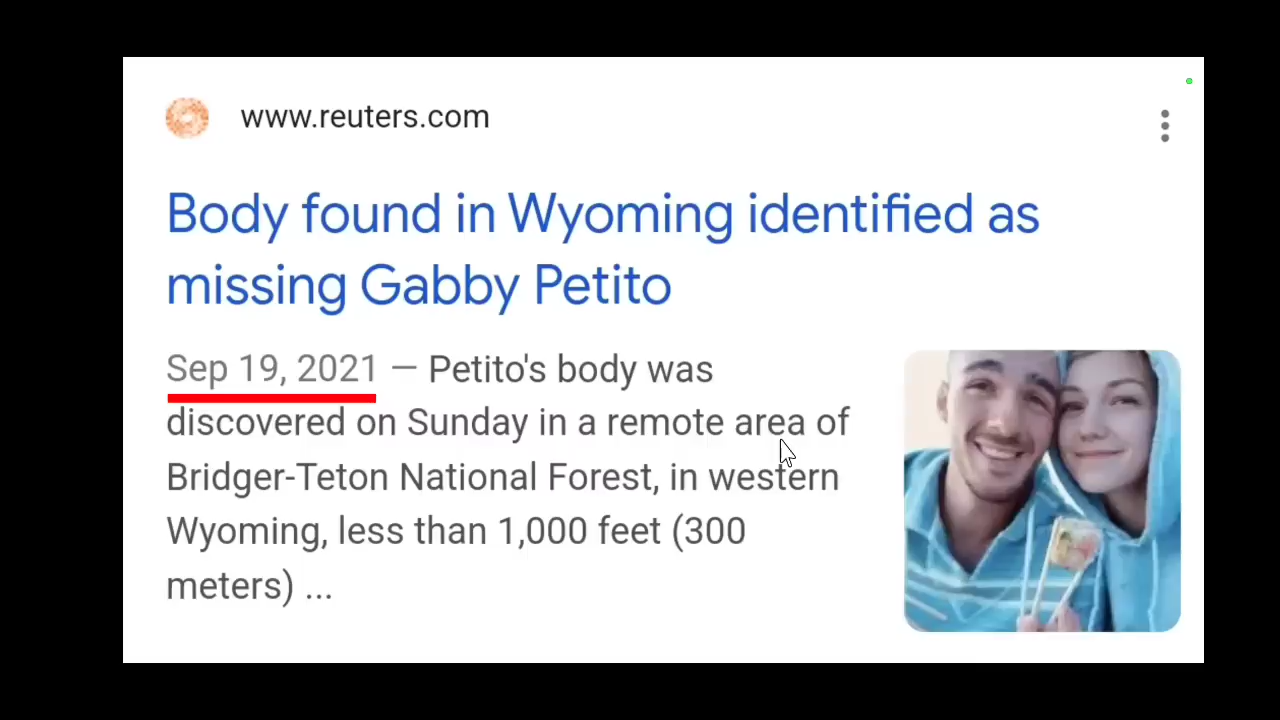 www.reuters.com
Body found in Wyoming identified as
missing Gabby Petito
Sep 19, 2021 — Petito's body was
discovered on Sunday in a remote area of
Bridger-Teton National Forest, in western
Wyoming, less than 1,000 feet (300
meters) ...